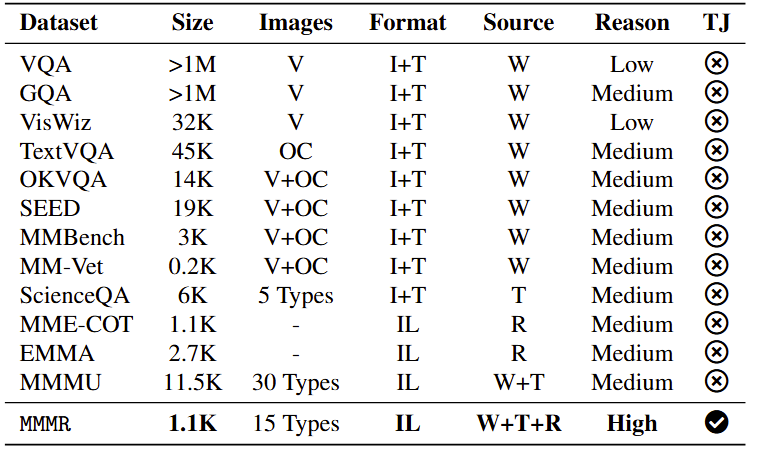 Dataset Size Images Format Source Reason TJ
VQA >1M V I+T W Low ⊗
GQA >1M V I+T W Medium ⊗
VisWiz 32K V I+T W Low ⊗
TextVQA 45K OC I+T W Medium ⊗
OKVQA 14K V+OC I+T W Medium ⊗
SEED 19K V+OC I+T W Medium ⊗
MMBench 3K V+OC I+T W Medium ⊗
MM-Vet 0.2K V+OC I+T W Medium ⊗
ScienceQA 6K 5 Types I+T T Medium ⊗
MME-COT 1.1K - IL R Medium ⊗
EMMA 2.7K - IL R Medium ⊗
MMMU 11.5K 30 Types IL W+T Medium ⊗
MMMR 1.1K 15 Types IL W+T+R High ✔